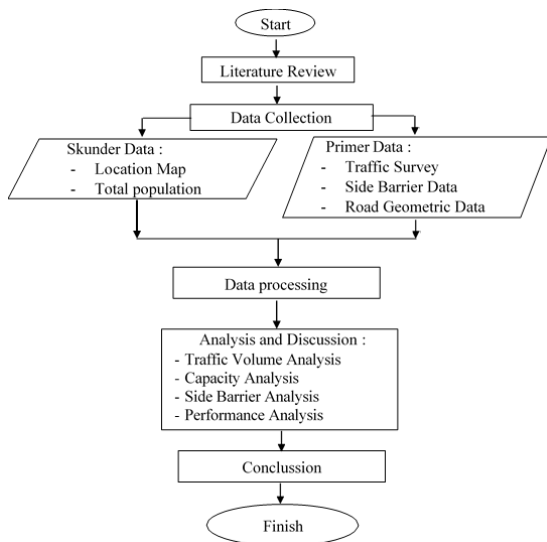 Start
Literature Review
Data Collection
Skunder Data :
- Location Map
- Total population
Primer Data :
- Traffic Survey
- Side Barrier Data
- Road Geometric Data
Data processing
Analysis and Discussion :
- Traffic Volume Analysis
- Capacity Analysis
- Side Barrier Analysis
- Performance Analysis
Conclussion
Finish